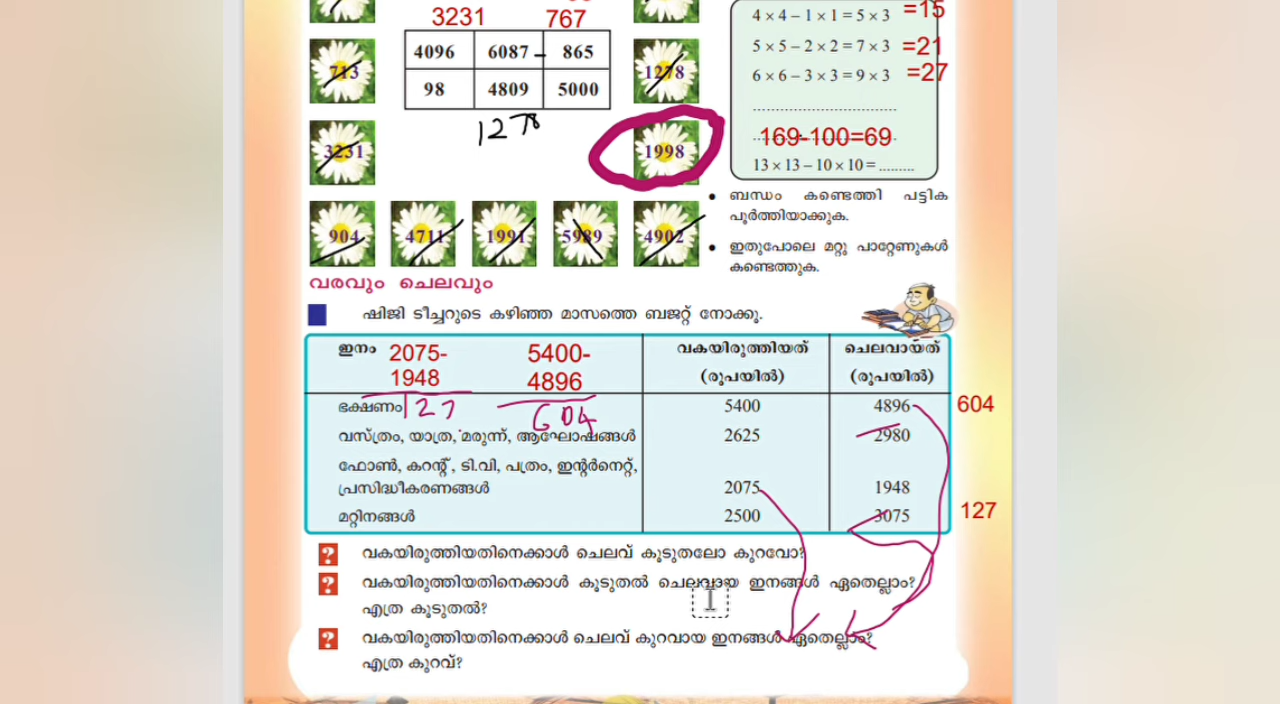 3231 767
713
4096 6087 – 865
98 4809 5000
1278
1278
3231
1998
904 4711 1991 5989 4902
4 × 4 – 1 × 1 = 5 × 3 =15
5 × 5 – 2 × 2 = 7 × 3 =21
6 × 6 – 3 × 3 = 9 × 3 =27
..............................
169-100=69
13 × 13 – 10 × 10 = .........
• ബന്ധം കണ്ടെത്തി പട്ടിക
പൂർത്തിയാക്കുക.
• ഇതുപോലെ മറ്റു പാറ്റേണുകൾ
കണ്ടെത്തുക.
വരവും ചെലവും
ഷിജി ടീച്ചറുടെ കഴിഞ്ഞ മാസത്തെ ബജറ്റ് നോക്കൂ.
ഇനം 2075- 5400- വകയിരുത്തിയത് ചെലവായത്
1948 4896 (രൂപയിൽ) (രൂപയിൽ)
ഭക്ഷണം 127 604 5400 4896 604
വസ്ത്രം, യാത്ര, മരുന്ന്, ആഘോഷങ്ങൾ 2625 2980
ഫോൺ, കറന്റ്, ടി.വി, പത്രം, ഇന്റർനെറ്റ്,
പ്രസിദ്ധീകരണങ്ങൾ 2075 1948
മറ്റിനങ്ങൾ 2500 3075 127
? വകയിരുത്തിയതിനെക്കാൾ ചെലവ് കൂടുതലോ കുറവോ?
? വകയിരുത്തിയതിനെക്കാൾ കൂടുതൽ ചെലവായ ഇനങ്ങൾ ഏതെല്ലാം?
എത്ര കൂടുതൽ?
? വകയിരുത്തിയതിനെക്കാൾ ചെലവ് കുറവായ ഇനങ്ങൾ ഏതെല്ലാം?
എത്ര കുറവ്?